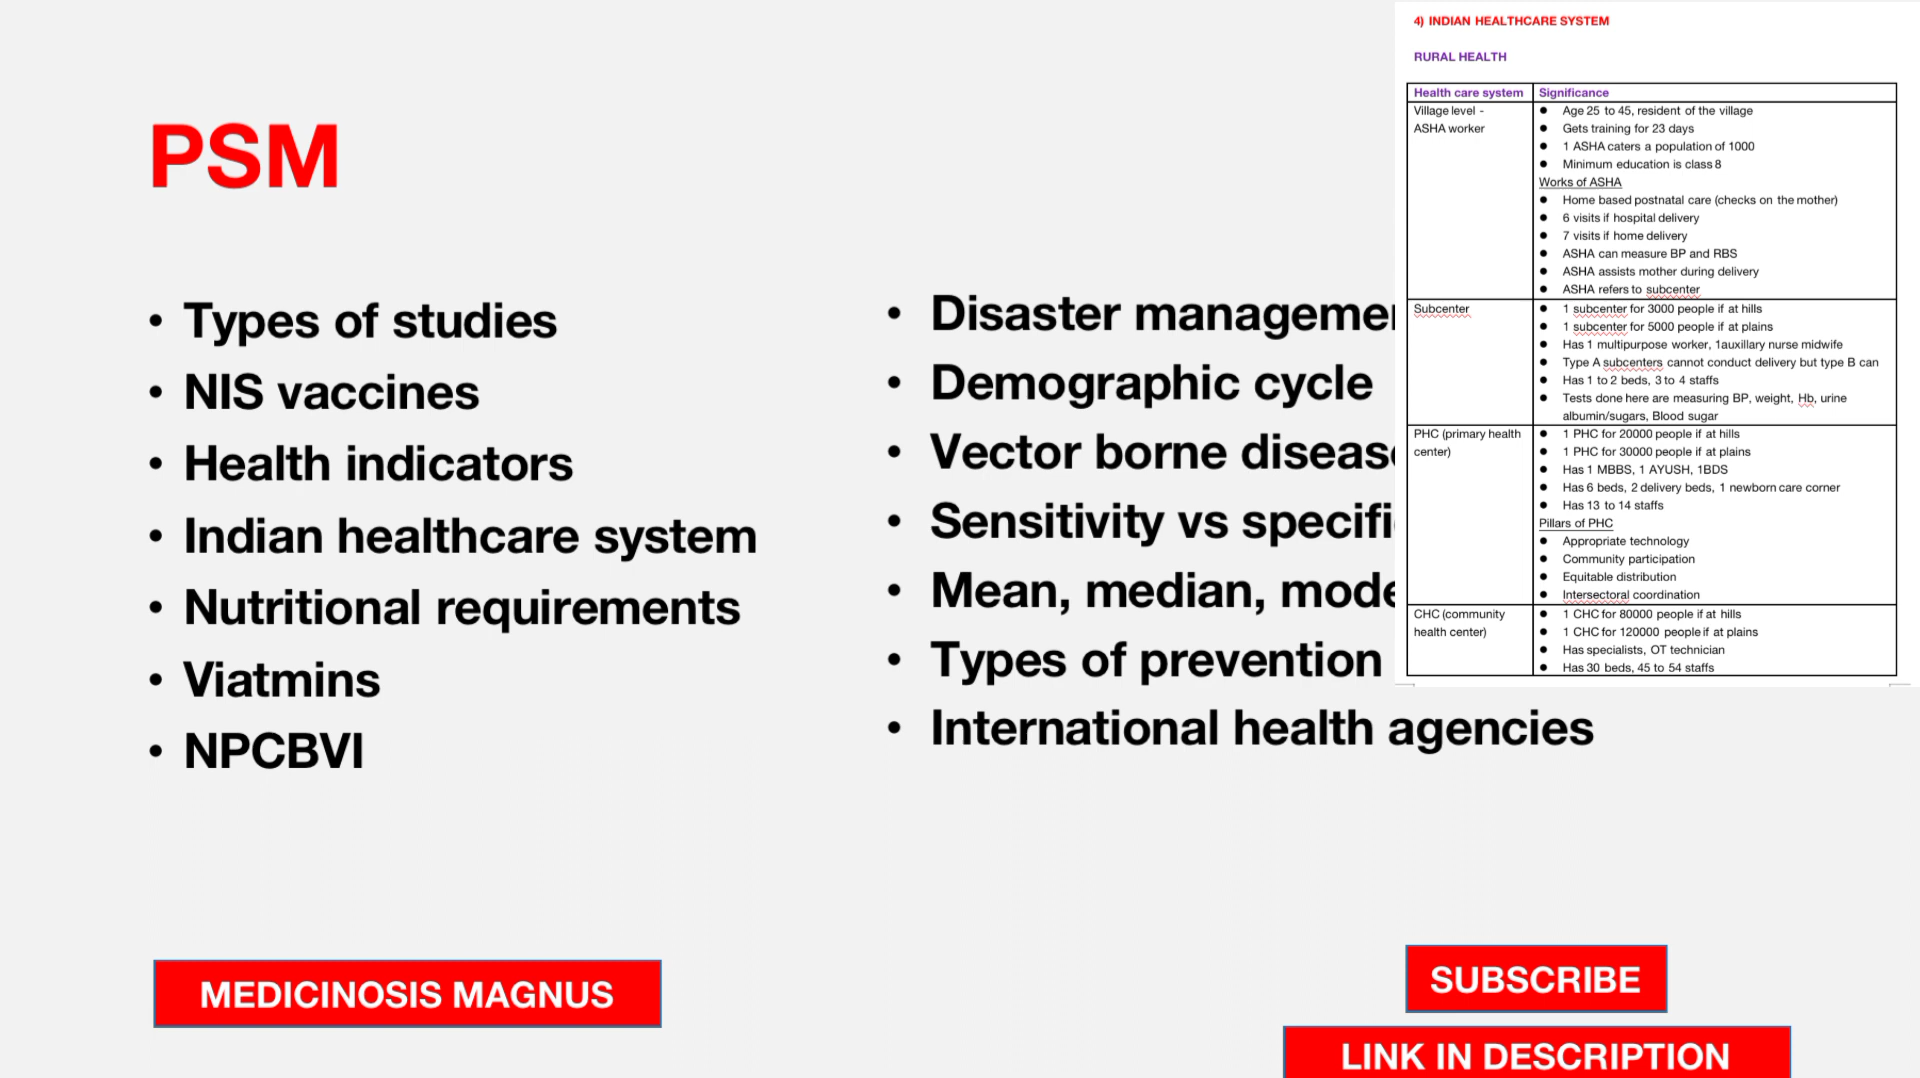 PSM
• Types of studies
• NIS vaccines
• Health indicators
• Indian healthcare system
• Nutritional requirements
• Viatmins
• NPCBVI
• Disaster
• Demographic cycle
• Vector borne
• Sensitivity vs
• Mean, median, mode
• Types of prevention
• International health agencies
4) INDIAN HEALTHCARE SYSTEM
RURAL HEALTH
Health care system Significance
Village level -
ASHA worker
● Age 25 to 45, resident of the village
● Gets training for 23 days
● 1 ASHA caters a population of 1000
● Minimum education is class 8
Works of ASHA
● Home based postnatal care (checks on the mother)
● 6 visits if hospital delivery
● 7 visits if home delivery
● ASHA can measure BP and RBS
● ASHA assists mother during delivery
● ASHA refers to subcenter
Subcenter
● 1 subcenter for 3000 people if at hills
● 1 subcenter for 5000 people if at plains
● Has 1 multipurpose worker, 1auxillary nurse midwife
● Type A subcenters cannot conduct delivery but type B can
● Has 1 to 2 beds, 3 to 4 staffs
● Tests done here are measuring BP, weight, Hb, urine
albumin/sugars, Blood sugar
PHC (primary health
center)
● 1 PHC for 20000 people if at hills
● 1 PHC for 30000 people if at plains
● Has 1 MBBS, 1 AYUSH, 1BDS
● Has 6 beds, 2 delivery beds, 1 newborn care corner
● Has 13 to 14 staffs
Pillars of PHC
● Appropriate technology
● Community participation
● Equitable distribution
● Intersectoral coordination
CHC (community
health center)
● 1 CHC for 80000 people if at hills
● 1 CHC for 120000 people if at plains
● Has specialists, OT technician
● Has 30 beds, 45 to 54 staffs
MEDICINOSIS MAGNUS
SUBSCRIBE
LINK IN DESCRIPTION